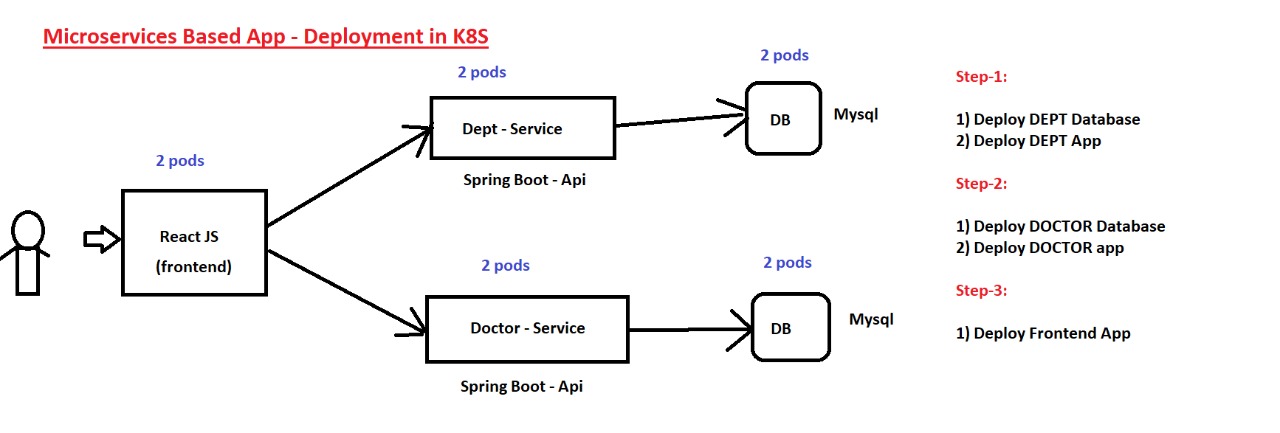 Microservices Based App - Deployment in K8S
2 pods
React JS
(frontend)
2 pods
Dept - Service
Spring Boot - Api
2 pods
DB
Mysql
2 pods
Doctor - Service
Spring Boot - Api
2 pods
DB
Mysql
Step-1:
1) Deploy DEPT Database
2) Deploy DEPT App
Step-2:
1) Deploy DOCTOR Database
2) Deploy DOCTOR app
Step-3:
1) Deploy Frontend App